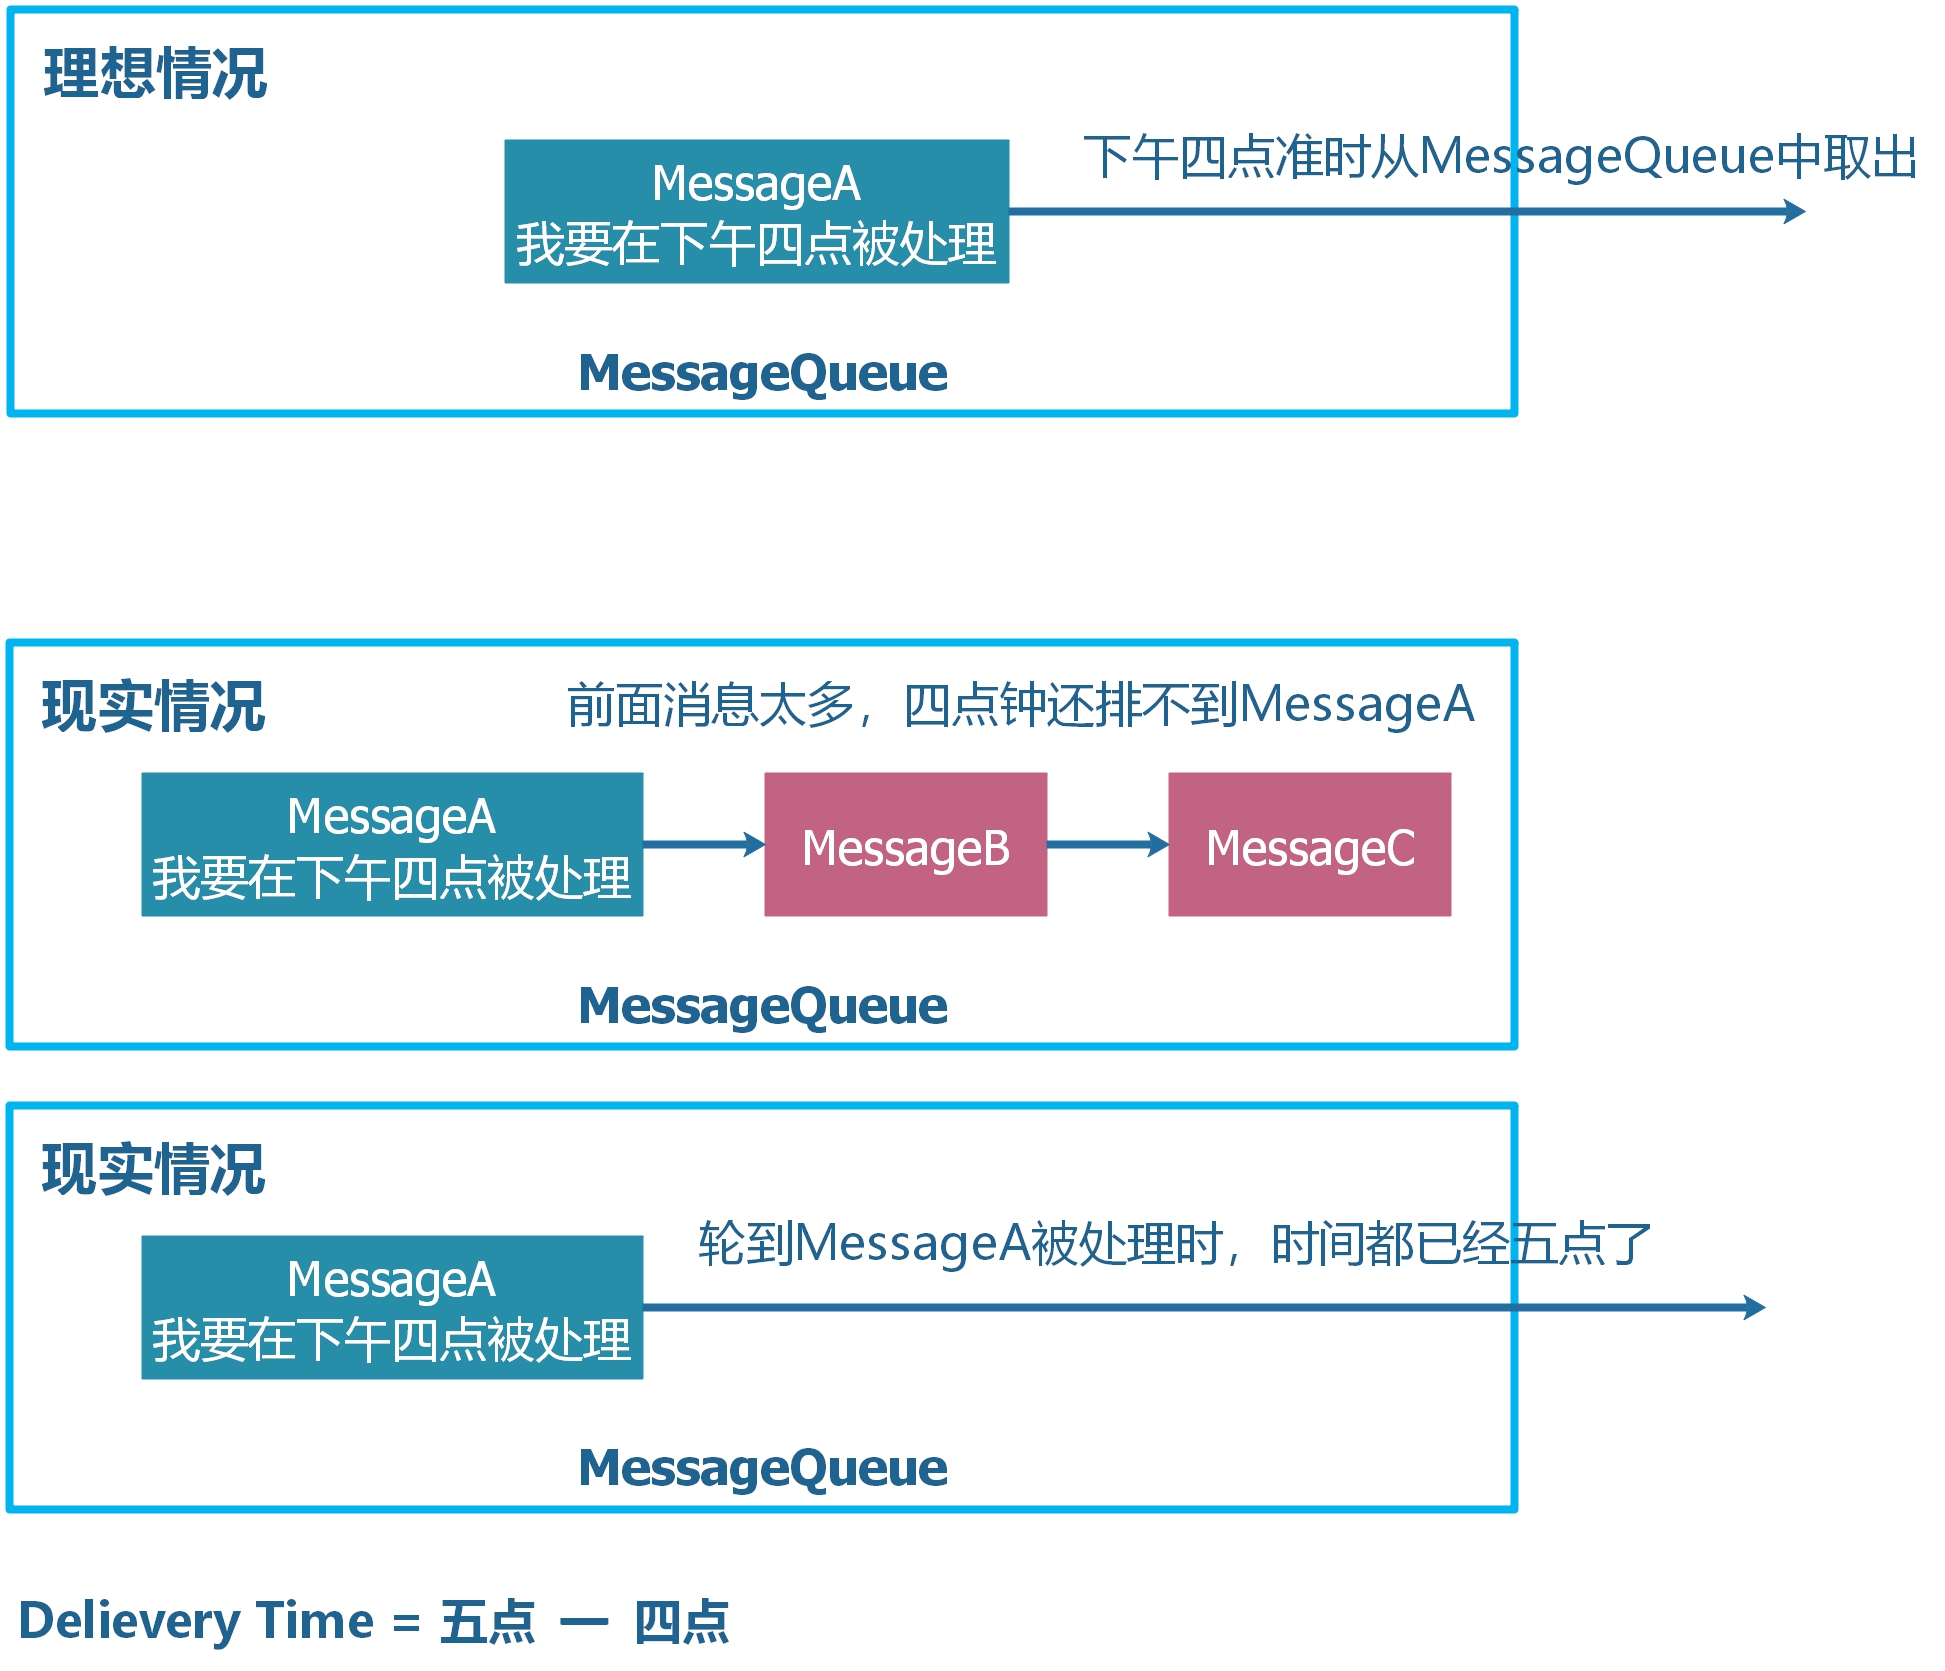 理想情况
下午四点准时从MessageQueue中取出
MessageA
我要在下午四点被处理
MessageQueue
现实情况
前面消息太多，四点钟还排不到MessageA
MessageA
我要在下午四点被处理
MessageB
MessageC
MessageQueue
现实情况
轮到MessageA被处理时，时间都已经五点了
MessageA
我要在下午四点被处理
MessageQueue
Delievery Time = 五点 — 四点